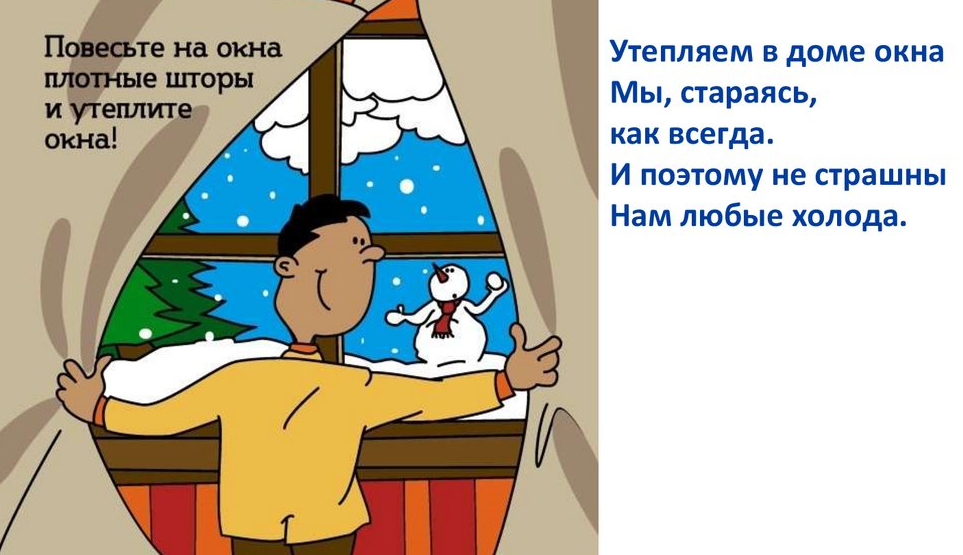 Повесьте на окна
плотные шторы
и утеплите
окна!
Утепляем в доме окна
Мы, стараясь,
как всегда.
И поэтому не страшны
Нам любые холода.